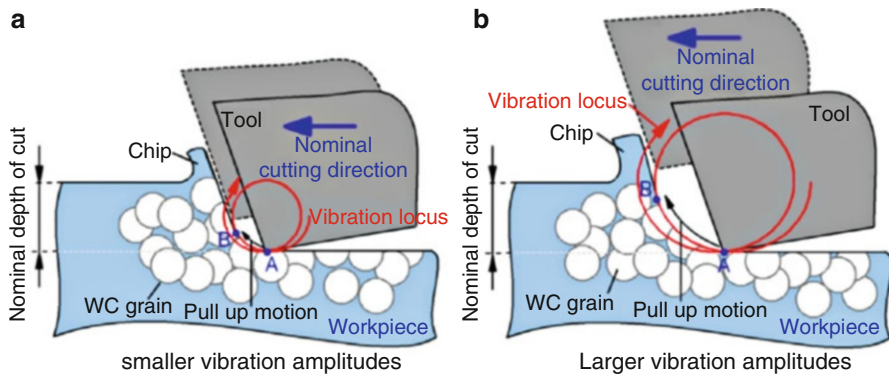 a
Tool
Nominal
cutting direction
Chip
Vibration locus
Nominal depth of cut
B
A
WC grain
Pull up motion
Workpiece
smaller vibration amplitudes
b
Nominal
cutting direction
Vibration locus
Tool
Chip
Nominal depth of cut
B
A
WC grain
Pull up motion
Workpiece
Larger vibration amplitudes